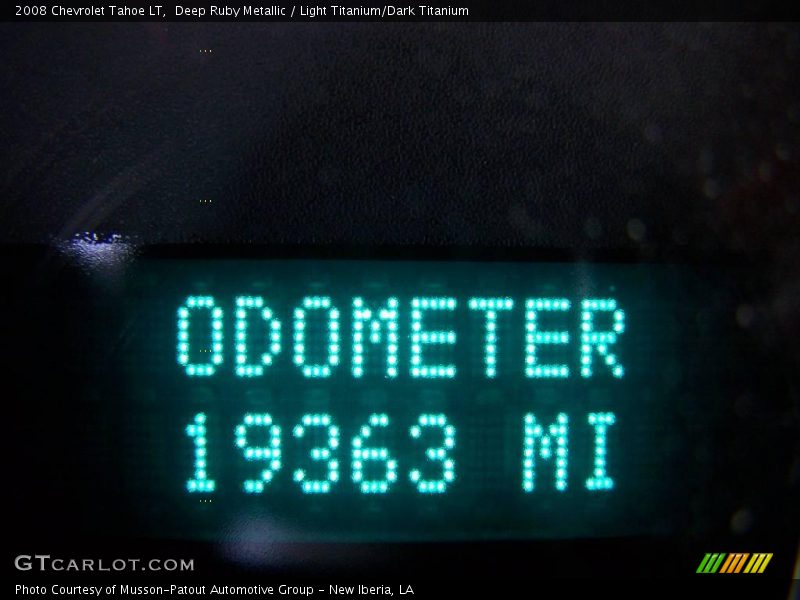 2008 Chevrolet Tahoe LT,  Deep Ruby Metallic / Light Titanium/Dark Titanium
ODOMETER
19363 MI
GTCARLOT.COM
Photo Courtesy of Musson-Patout Automotive Group - New Iberia, LA